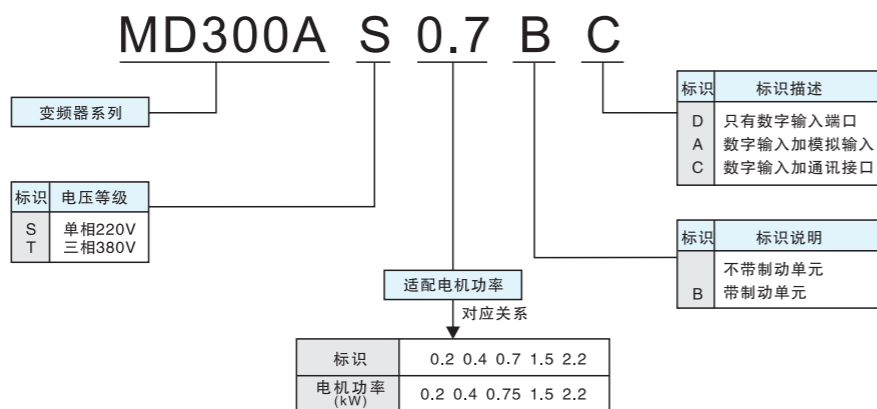 MD300A S 0.7 B C
变频器系列
标识 标识描述
D 只有数字输入端口
A 数字输入加模拟输入
C 数字输入加通讯接口
标识 电压等级
S 单相220V
T 三相380V
标识 标识说明
不带制动单元
B 带制动单元
适配电机功率
对应关系
标识 0.2 0.4 0.7 1.5 2.2
电机功率 0.2 0.4 0.75 1.5 2.2
(kW)